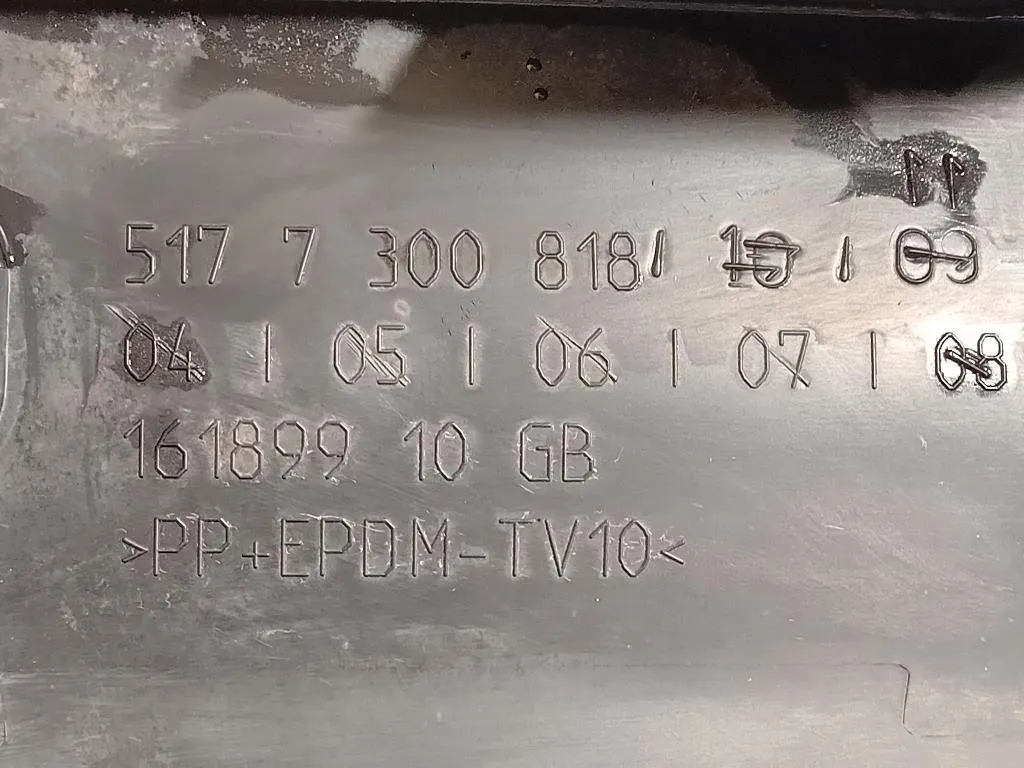 11
517 7 300 818 / 10 / 09
04 | 05 | 06 | 07 | 08
161899 10 GB
>PP+EPDM-TV10<